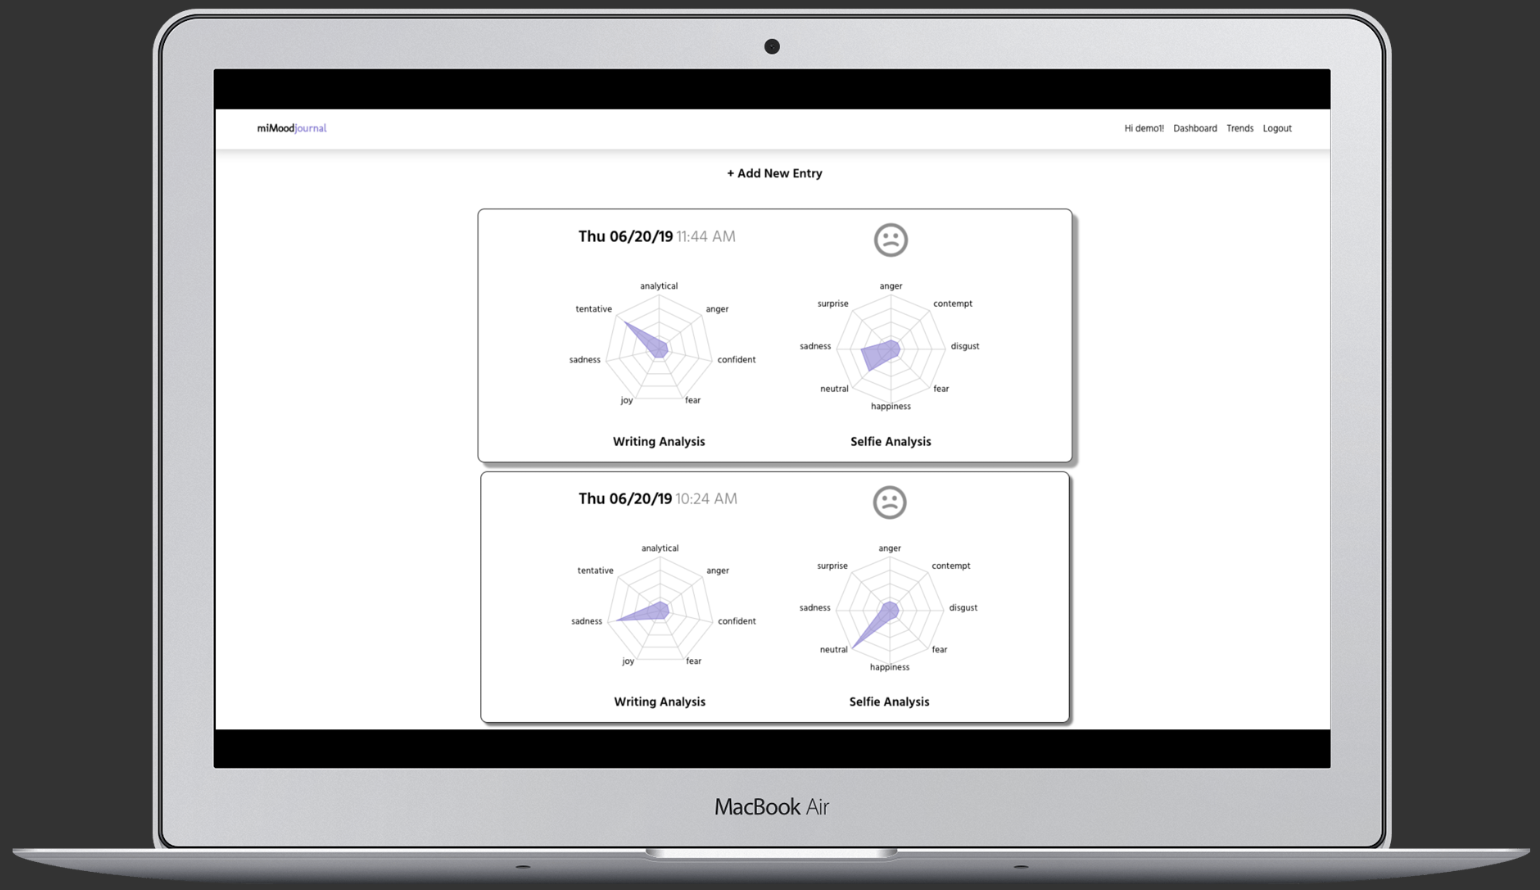 miMoodjournal
Hi demo1! Dashboard Trends Logout
+ Add New Entry
Thu 06/20/19 11:44 AM
analytical
anger
confident
fear
joy
sadness
tentative
Writing Analysis
anger
contempt
disgust
fear
happiness
neutral
sadness
surprise
Selfie Analysis
Thu 06/20/19 10:24 AM
analytical
anger
confident
fear
joy
sadness
tentative
Writing Analysis
anger
contempt
disgust
fear
happiness
neutral
sadness
surprise
Selfie Analysis
MacBook Air